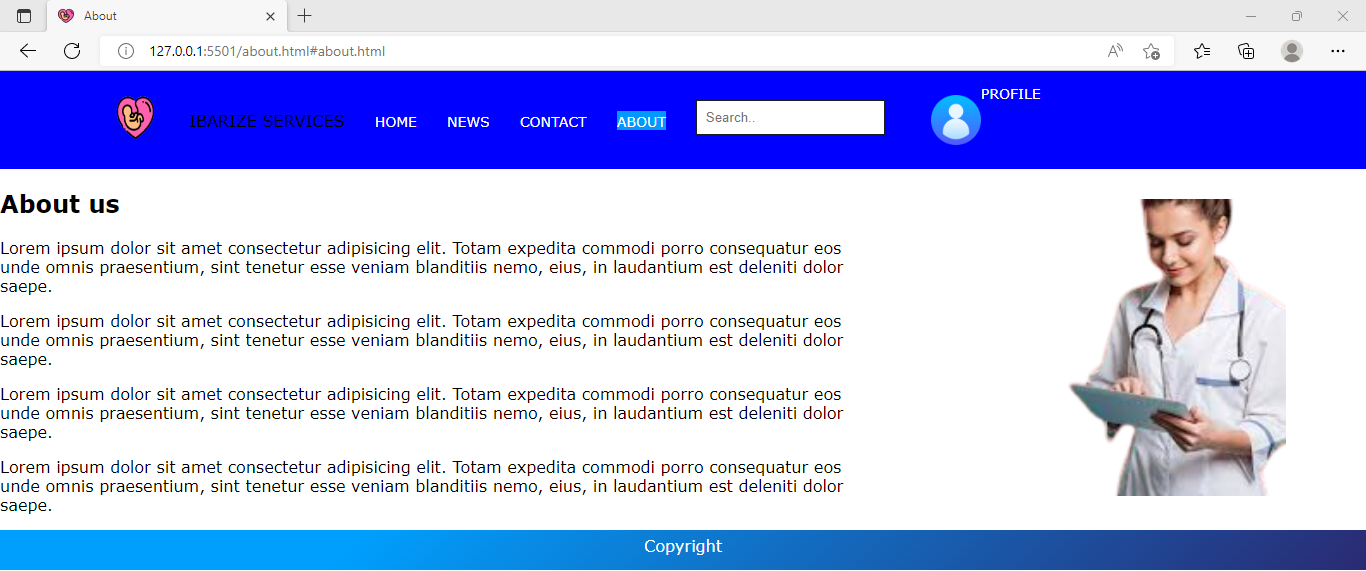 About
127.0.0.1:5501/about.html#about.html
IBARIZE SERVICES HOME NEWS CONTACT ABOUT Search.. PROFILE
About us
Lorem ipsum dolor sit amet consectetur adipisicing elit. Totam expedita commodi porro consequatur eos
unde omnis praesentium, sint tenetur esse veniam blanditiis nemo, eius, in laudantium est deleniti dolor
saepe.
Lorem ipsum dolor sit amet consectetur adipisicing elit. Totam expedita commodi porro consequatur eos
unde omnis praesentium, sint tenetur esse veniam blanditiis nemo, eius, in laudantium est deleniti dolor
saepe.
Lorem ipsum dolor sit amet consectetur adipisicing elit. Totam expedita commodi porro consequatur eos
unde omnis praesentium, sint tenetur esse veniam blanditiis nemo, eius, in laudantium est deleniti dolor
saepe.
Lorem ipsum dolor sit amet consectetur adipisicing elit. Totam expedita commodi porro consequatur eos
unde omnis praesentium, sint tenetur esse veniam blanditiis nemo, eius, in laudantium est deleniti dolor
saepe.
Copyright